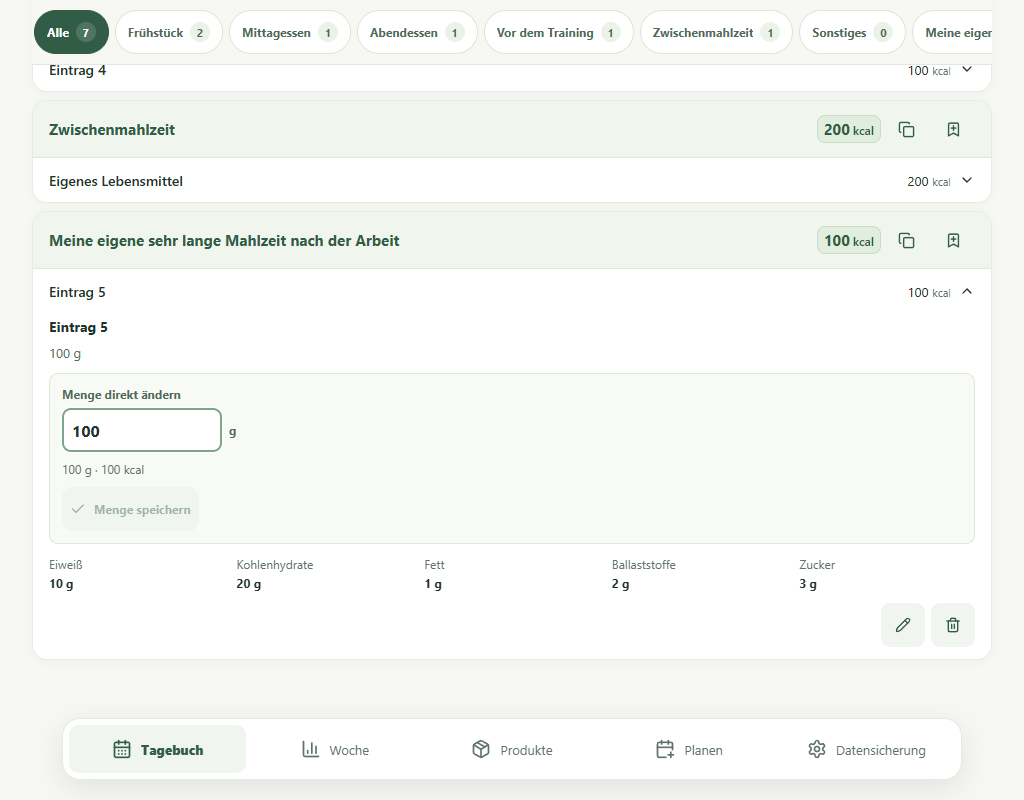 Alle 7 Frühstück 2 Mittagessen 1 Abendessen 1 Vor dem Training 1 Zwischenmahlzeit 1 Sonstiges 0 Meine eiger
Eintrag 4 100 kcal
Zwischenmahlzeit 200 kcal
Eigenes Lebensmittel 200 kcal
Meine eigene sehr lange Mahlzeit nach der Arbeit 100 kcal
Eintrag 5 100 kcal
Eintrag 5
100 g
Menge direkt ändern
100 g
100 g · 100 kcal
Menge speichern
Eiweiß Kohlenhydrate Fett Ballaststoffe Zucker
10 g 20 g 1 g 2 g 3 g
Tagebuch Woche Produkte Planen Datensicherung